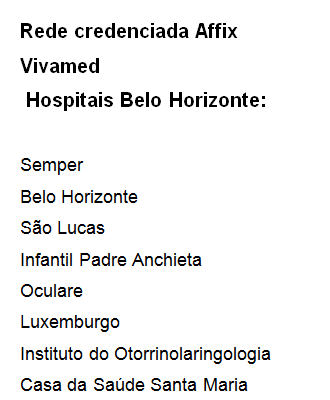 Rede credenciada Affix
Vivamed
Hospitais Belo Horizonte:
Semper
Belo Horizonte
São Lucas
Infantil Padre Anchieta
Oculare
Luxemburgo
Instituto do Otorrinolaringologia
Casa da Saúde Santa Maria